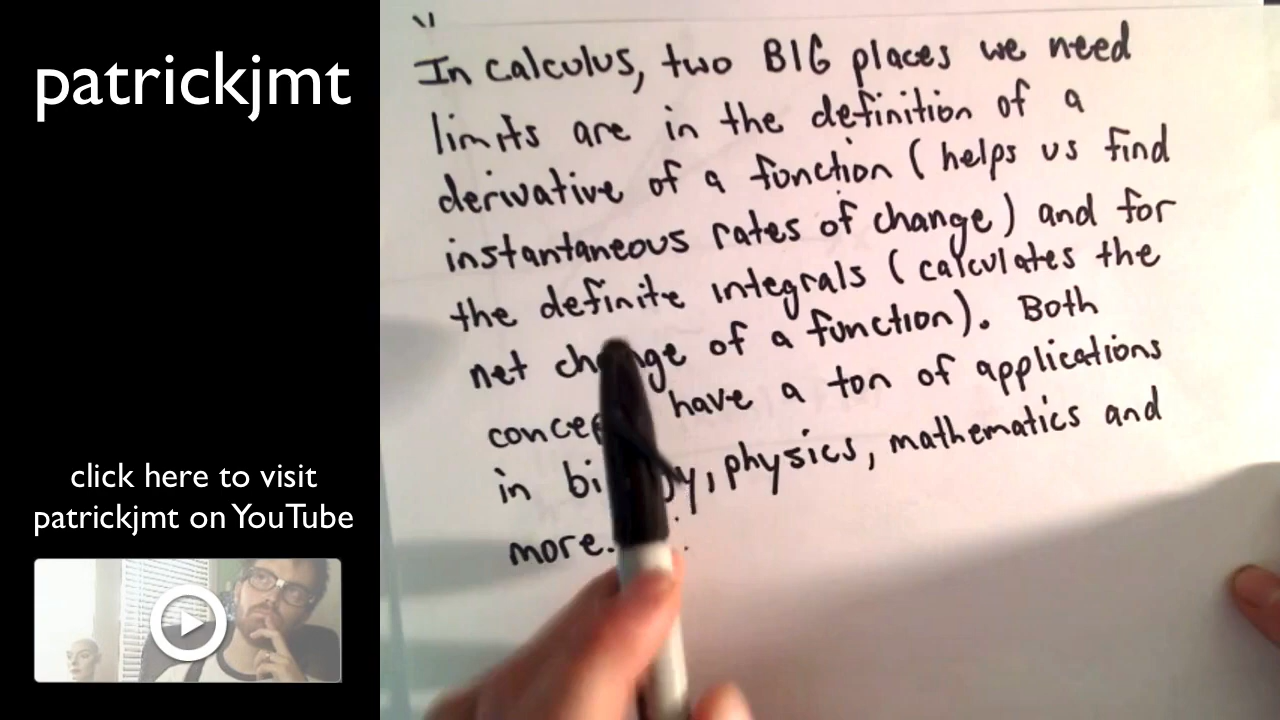 patrickjmt
click here to visit
patrickjmt on YouTube
In calculus, two BIG places we need
limits are in the definition of a
derivative of a function (helps us find
instantaneous rates of change) and for
the definite integrals (calculates the
net change of a function). Both
have a ton of applications
in physics, mathematics and
more.